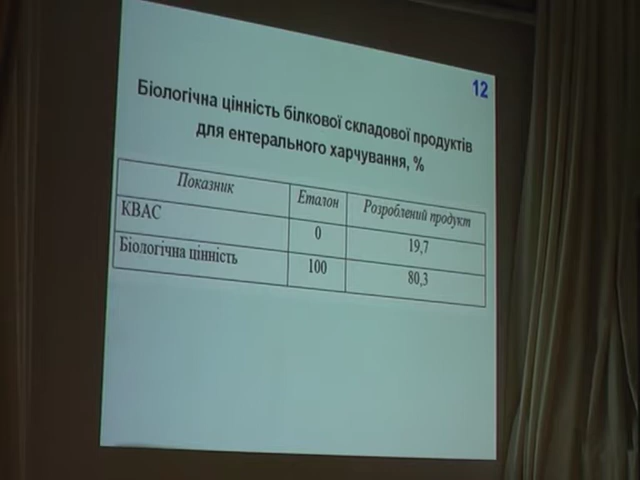 12
Біологічна цінність білкової складової продуктів
для ентерального харчування, %
Показник Еталон Розроблений продукт
КВАС 0 19,7
Біологічна цінність 100 80,3